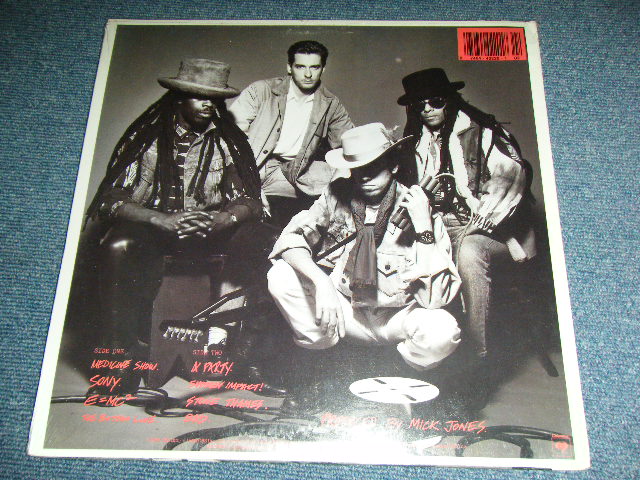 SIDE ONE
MEDICINE SHOW.
SONY.
E=MC²
THE BOTTOM LINE
SIDE TWO
A PARTY.
SUDDEN IMPACT!
STONE THAMES
BAD
PRODUCED BY MICK JONES.